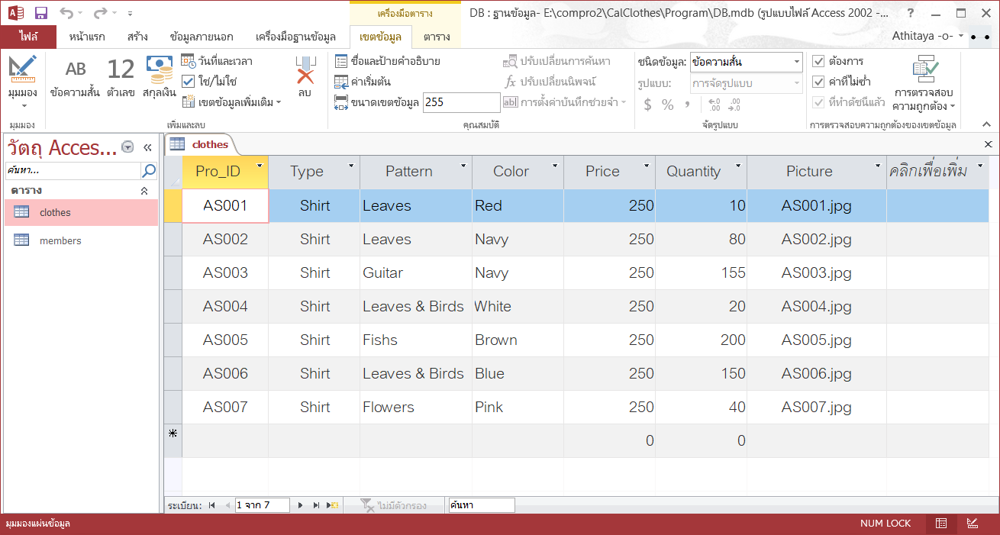 เครื่องมือตาราง
DB : ฐานข้อมูล- E:\compro2\CalClothes\Program\DB.mdb (รูปแบบไฟล์ Access 2002 -...
?
ไฟล์ หน้าแรก สร้าง ข้อมูลภายนอก เครื่องมือฐานข้อมูล เขตข้อมูล ตาราง
Athitaya -o-
AB 12 วันที่และเวลา
ใช่/ไม่ใช่
เขตข้อมูลเพิ่มเติม
มุมมอง ข้อความสั้น ตัวเลข สกุลเงิน ลบ
ชื่อและป้ายคำอธิบาย
ค่าเริ่มต้น
ขนาดเขตข้อมูล 255
ปรับเปลี่ยนการค้นหา
fx ปรับเปลี่ยนนิพจน์
ab การตั้งค่าบันทึกช่วยจำ
ชนิดข้อมูล: ข้อความสั้น
รูปแบบ: การจัดรูปแบบ
$ % , .00 .00
ต้องการ
ค่าที่ไม่ซ้ำ
ที่ทำดัชนีแล้ว
การตรวจสอบ
ความถูกต้อง
มุมมอง เพิ่มและลบ คุณสมบัติ จัดรูปแบบ การตรวจสอบความถูกต้องของเขตข้อมูล
วัตถุ Acces...
ค้นหา...
ตาราง
clothes
members
clothes
Pro_ID Type Pattern Color Price Quantity Picture คลิกเพื่อเพิ่ม
AS001 Shirt Leaves Red 250 10 AS001.jpg
AS002 Shirt Leaves Navy 250 80 AS002.jpg
AS003 Shirt Guitar Navy 250 155 AS003.jpg
AS004 Shirt Leaves & Birds White 250 20 AS004.jpg
AS005 Shirt Fishs Brown 250 200 AS005.jpg
AS006 Shirt Leaves & Birds Blue 250 150 AS006.jpg
AS007 Shirt Flowers Pink 250 40 AS007.jpg
* 0 0
ระเบียน: 1 จาก 7 ไม่มีตัวกรอง ค้นหา
มุมมองแผ่นข้อมูล NUM LOCK